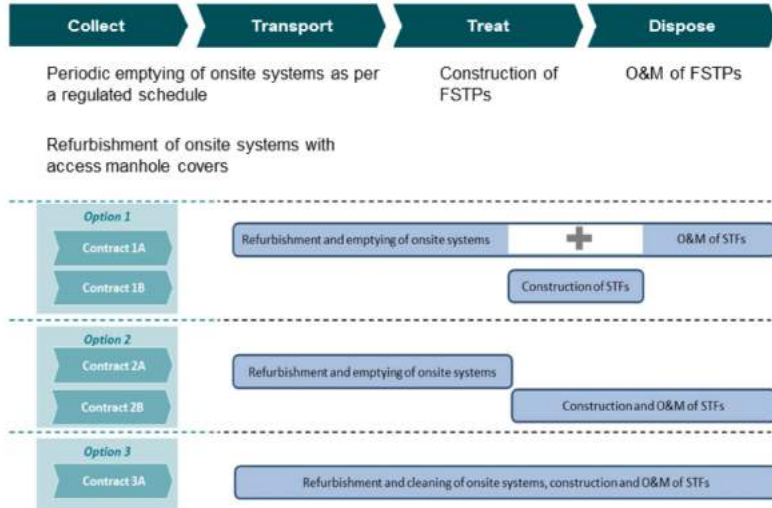 Collect
Transport
Treat
Dispose
Periodic emptying of onsite systems as per
a regulated schedule
Construction of
FSTPs
O&M of FSTPs
Refurbishment of onsite systems with
access manhole covers
Option 1
Contract 1A
Refurbishment and emptying of onsite systems
O&M of STFs
Contract 1B
Construction of STFs
Option 2
Contract 2A
Refurbishment and emptying of onsite systems
Contract 2B
Construction and O&M of STFs
Option 3
Contract 3A
Refurbishment and cleaning of onsite systems, construction and O&M of STFs